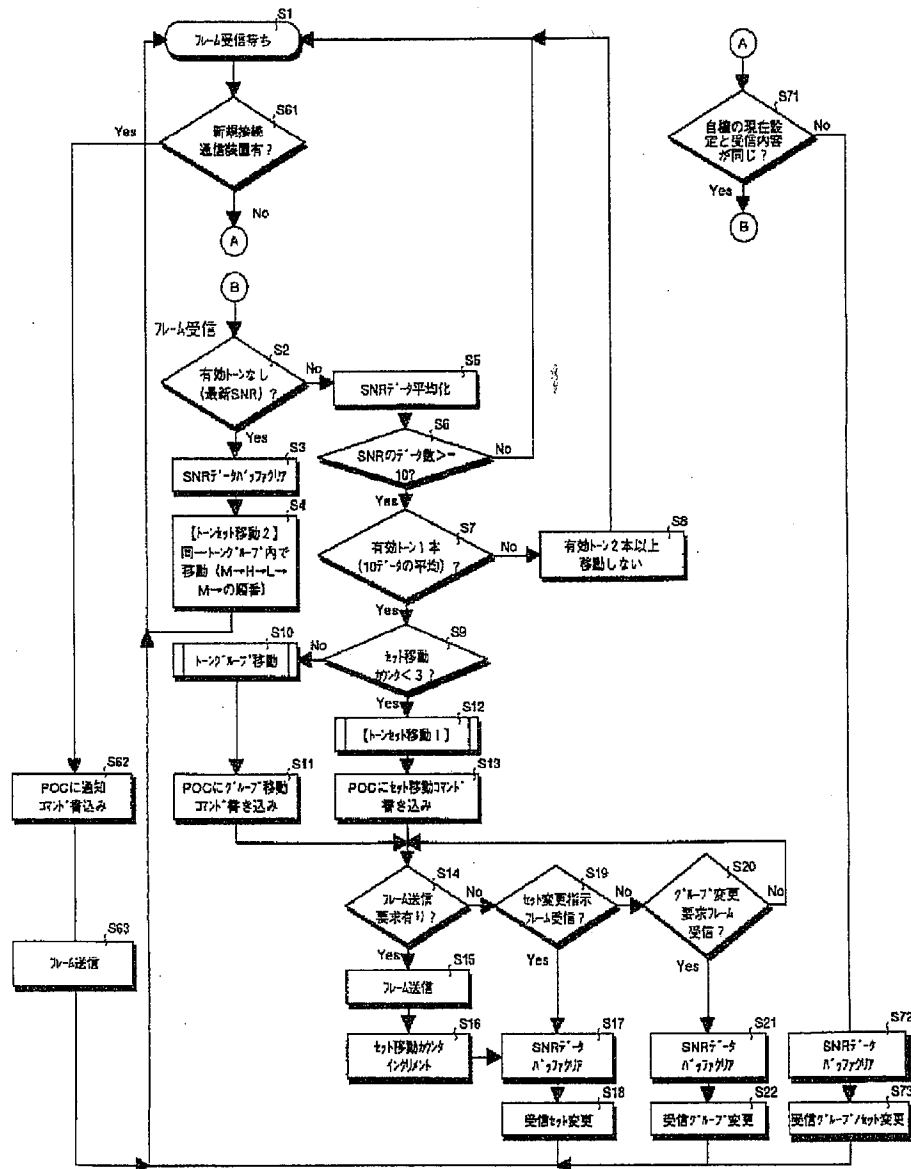 S1
フレーム受信待ち
S61
新規接続
通信装置有？
Yes
No
A
A
S71
自機の現在設
定と受信内容
が同じ？
No
Yes
B
B
フレーム受信
S2
有効トーンなし
（最新SNR）？
No
Yes
S5
SNRデータ平均化
S6
SNRのデータ数>=
10?
No
Yes
S3
SNRデータバッファクリア
S4
【トーンセット移動２】
同一トーングループ内で
移動（M→H→L→
M→の順番）
S7
有効トーン１本
（10データの平均）？
No
Yes
S8
有効トーン２本以上
移動しない
S9
セット移動
カウンタ＜３？
No
Yes
S10
トーングループ移動
S12
【トーンセット移動１】
S62
POCに通知
コマンド書込み
S11
POCにグループ移動
コマンド書き込み
S13
POCにセット移動コマンド
書き込み
S14
フレーム送信
要求有り？
No
Yes
S19
セット変更指示
フレーム受信？
No
Yes
S20
グループ変更
要求フレーム
受信？
No
Yes
S63
フレーム送信
S15
フレーム送信
S16
セット移動カウンタ
インクリメント
S17
SNRデータ
バッファクリア
S18
受信セット変更
S21
SNRデータ
バッファクリア
S22
受信グループ変更
S72
SNRデータ
バッファクリア
S73
受信グループ/セット変更